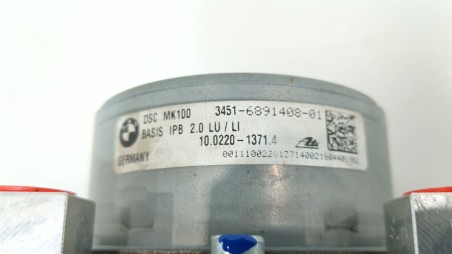 DSC MK100 3451-6891408-01
BASIS IPB 2.0 LU/LI
10.0220-1371.4
GERMANY